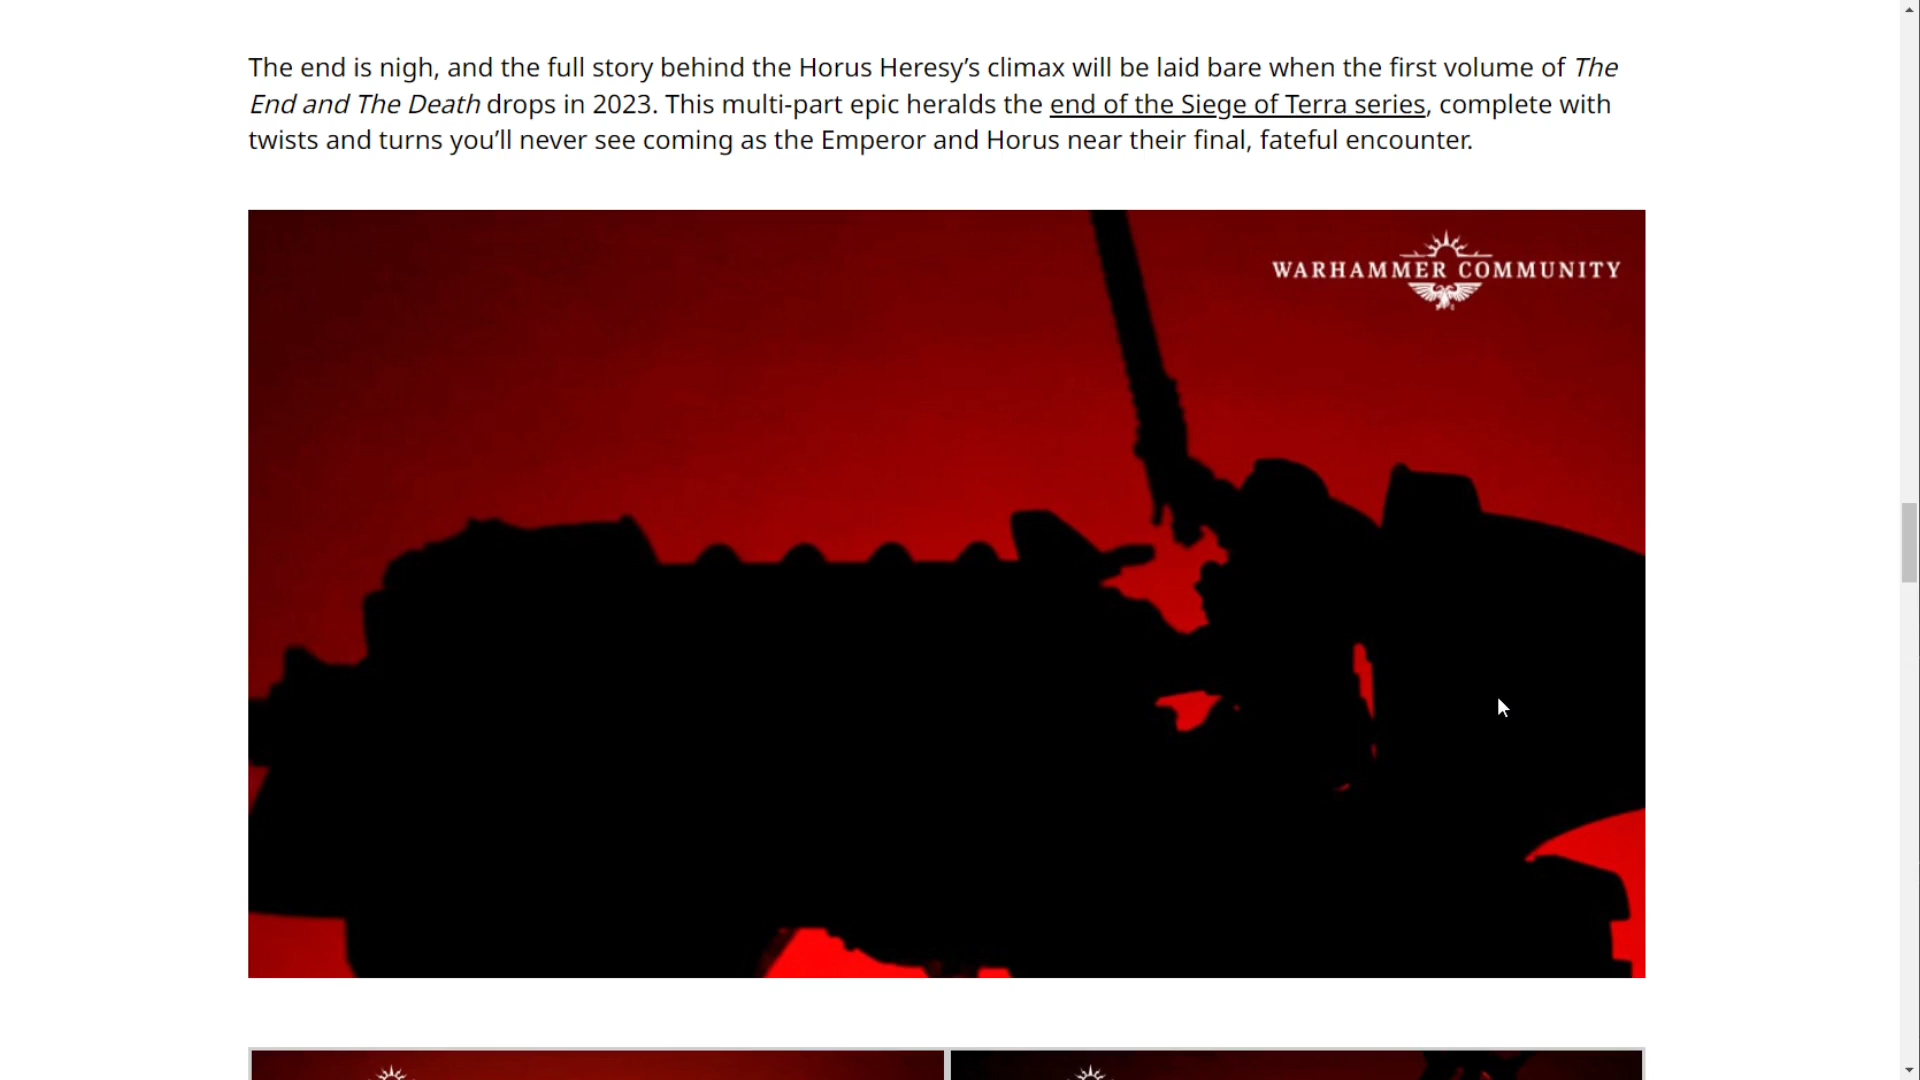 The end is nigh, and the full story behind the Horus Heresy’s climax will be laid bare when the first volume of The
End and The Death drops in 2023. This multi-part epic heralds the end of the Siege of Terra series, complete with
twists and turns you’ll never see coming as the Emperor and Horus near their final, fateful encounter.
WARHAMMER COMMUNITY